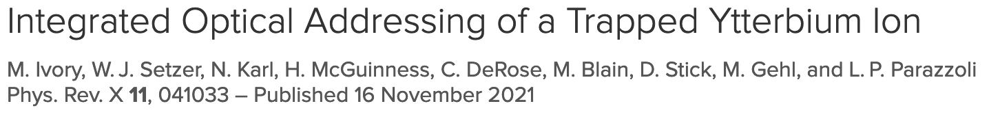 Integrated Optical Addressing of a Trapped Ytterbium Ion
M. Ivory, W. J. Setzer, N. Karl, H. McGuinness, C. DeRose, M. Blain, D. Stick, M. Gehl, and L. P. Parazzoli
Phys. Rev. X 11, 041033 – Published 16 November 2021